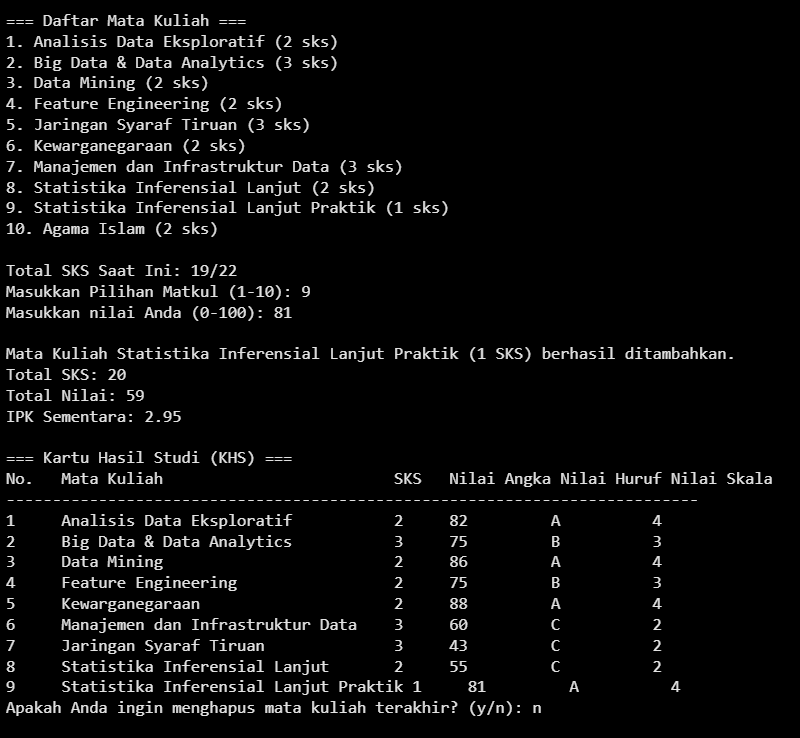 === Daftar Mata Kuliah ===
1. Analisis Data Eksploratif (2 sks)
2. Big Data & Data Analytics (3 sks)
3. Data Mining (2 sks)
4. Feature Engineering (2 sks)
5. Jaringan Syaraf Tiruan (3 sks)
6. Kewarganegaraan (2 sks)
7. Manajemen dan Infrastruktur Data (3 sks)
8. Statistika Inferensial Lanjut (2 sks)
9. Statistika Inferensial Lanjut Praktik (1 sks)
10. Agama Islam (2 sks)

Total SKS Saat Ini: 19/22
Masukkan Pilihan Matkul (1-10): 9
Masukkan nilai Anda (0-100): 81

Mata Kuliah Statistika Inferensial Lanjut Praktik (1 SKS) berhasil ditambahkan.
Total SKS: 20
Total Nilai: 59
IPK Sementara: 2.95

=== Kartu Hasil Studi (KHS) ===
No.   Mata Kuliah                         SKS   Nilai Angka Nilai Huruf Nilai Skala
---------------------------------------------------------------------------
1     Analisis Data Eksploratif           2     82         A          4
2     Big Data & Data Analytics           3     75         B          3
3     Data Mining                         2     86         A          4
4     Feature Engineering                 2     75         B          3
5     Kewarganegaraan                     2     88         A          4
6     Manajemen dan Infrastruktur Data    3     60         C          2
7     Jaringan Syaraf Tiruan              3     43         C          2
8     Statistika Inferensial Lanjut       2     55         C          2
9     Statistika Inferensial Lanjut Praktik 1     81         A          4
Apakah Anda ingin menghapus mata kuliah terakhir? (y/n): n